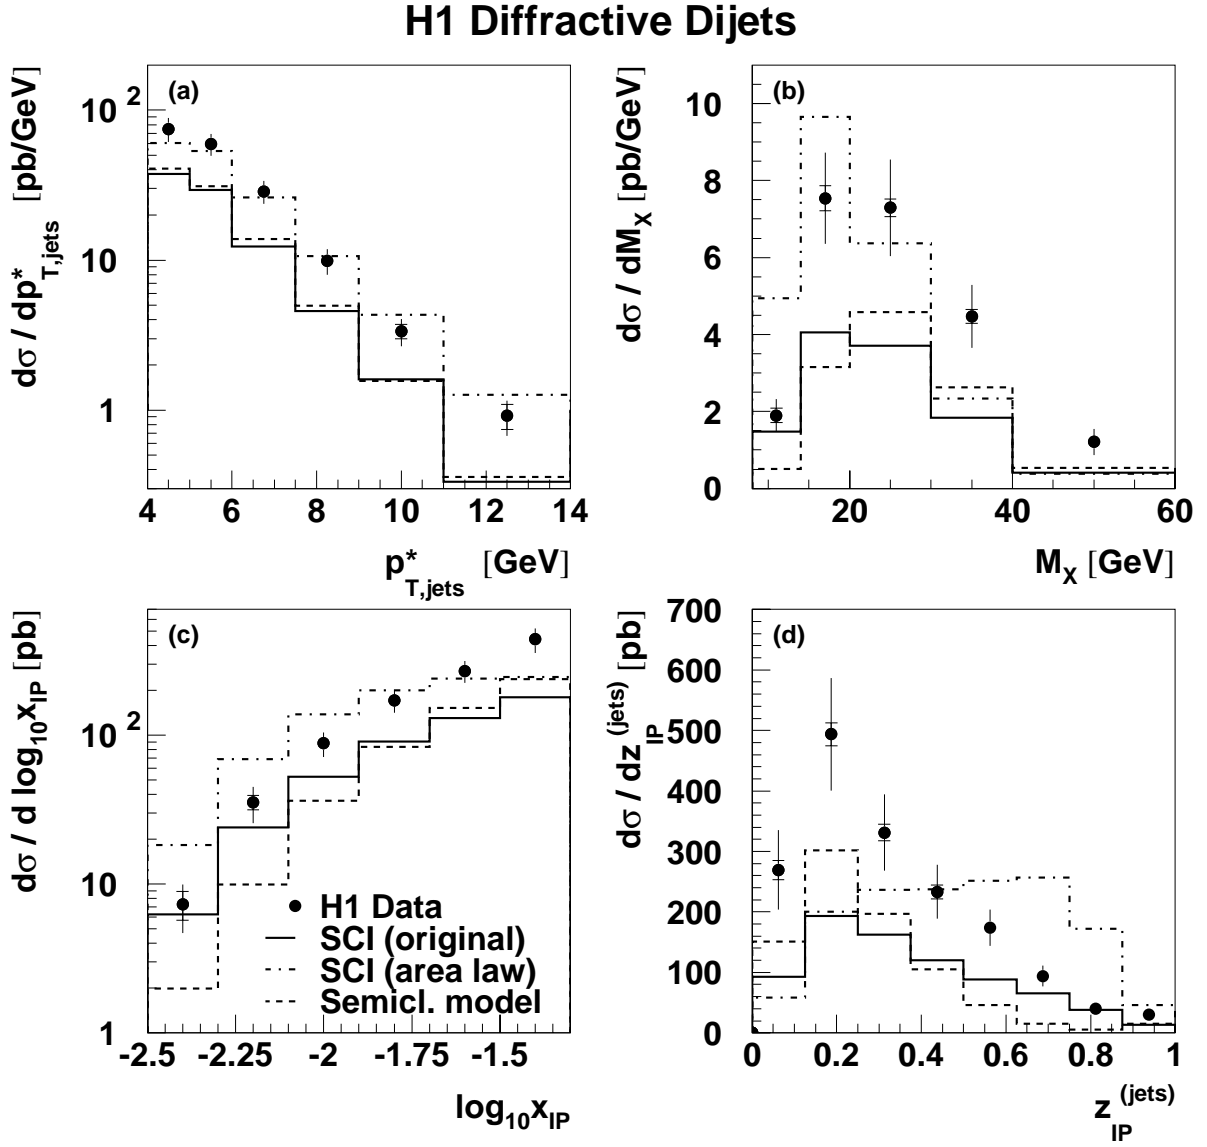 H1 Diffractive Dijets
(a)
dσ / dp*T,jets [pb/GeV]
10 2
10
1
4 6 8 10 12 14
p*T,jets [GeV]
(b)
dσ / dMX [pb/GeV]
10
8
6
4
2
0
20 40 60
MX [GeV]
(c)
dσ / d log10xIP [pb]
10 2
10
1
H1 Data
SCI (original)
SCI (area law)
Semicl. model
-2.5 -2.25 -2 -1.75 -1.5
log10xIP
(d)
dσ / dzIP(jets) [pb]
700
600
500
400
300
200
100
0
0 0.2 0.4 0.6 0.8 1
zIP(jets)